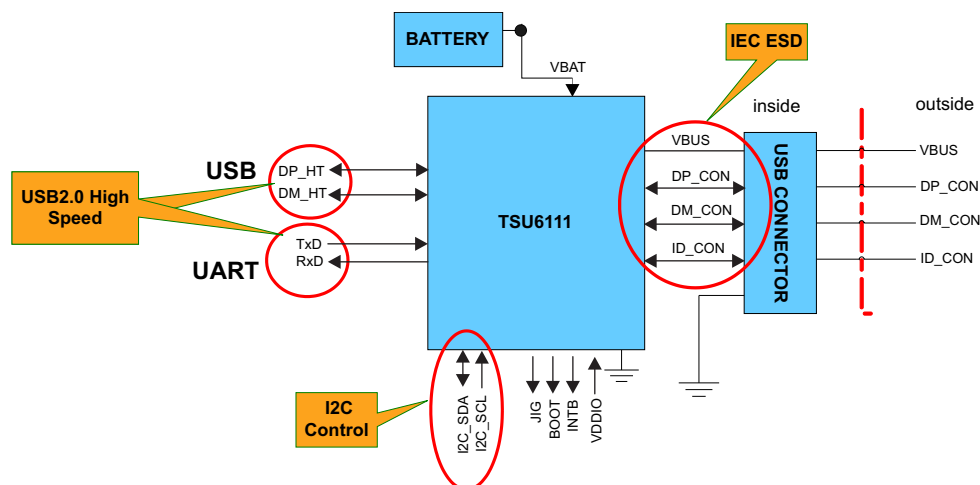 BATTERY
IEC ESD
VBAT
inside
outside
USB
DP_HT
DM_HT
USB2.0 High
Speed
TxD
RxD
UART
TSU6111
VBUS
DP_CON
DM_CON
ID_CON
USB CONNECTOR
VBUS
DP_CON
DM_CON
ID_CON
I2C
Control
I2C_SDA
I2C_SCL
JIG
BOOT
INTB
VDDIO